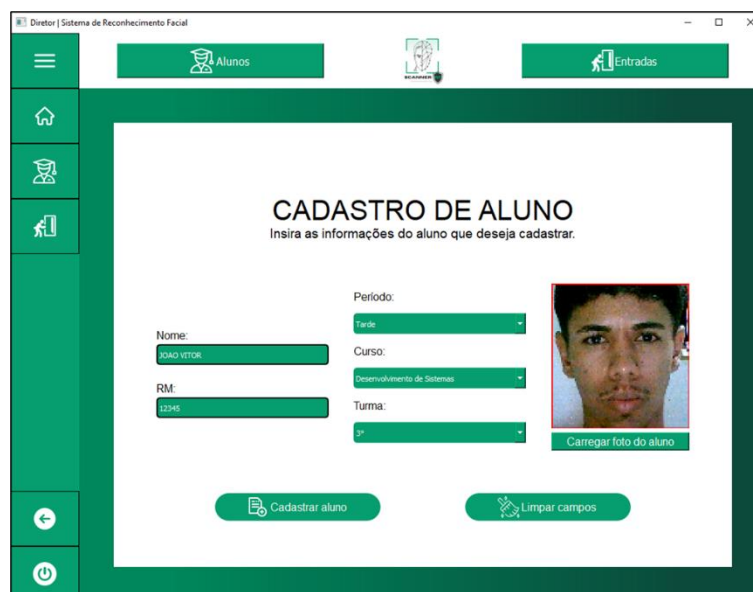 Diretor | Sistema de Reconhecimento Facial
Alunos
SCANNER
Entradas
CADASTRO DE ALUNO
Insira as informações do aluno que deseja cadastrar.
Período:
Tarde
Nome:
JOAO VITOR
Curso:
Desenvolvimento de Sistemas
RM:
12345
Turma:
3º
Carregar foto do aluno
Cadastrar aluno
Limpar campos